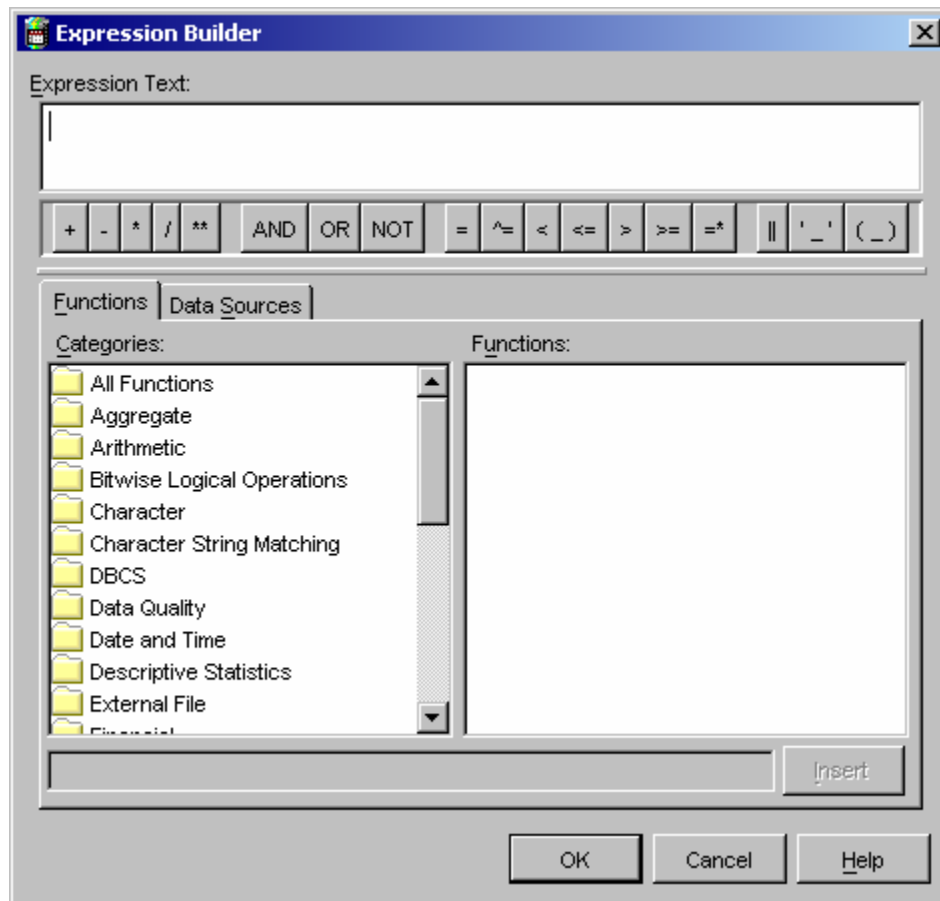 Expression Builder
Expression Text:
+ - * / ** AND OR NOT = ^= < <= > >= =* || '_' (_)
Functions Data Sources
Categories: Functions:
All Functions
Aggregate
Arithmetic
Bitwise Logical Operations
Character
Character String Matching
DBCS
Data Quality
Date and Time
Descriptive Statistics
External File
Financial
Insert
OK Cancel Help